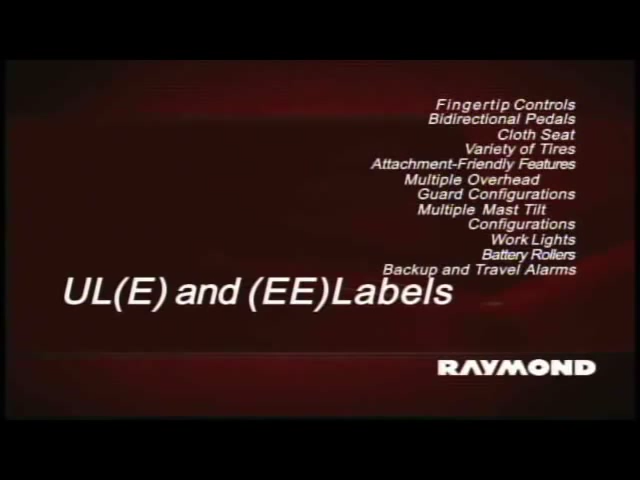 Fingertip Controls
Bidirectional Pedals
Cloth Seat
Variety of Tires
Attachment-Friendly Features
Multiple Overhead
Guard Configurations
Multiple Mast Tilt
Configurations
Work Lights
Battery Rollers
Backup and Travel Alarms
UL(E) and (EE) Labels
RAYMOND